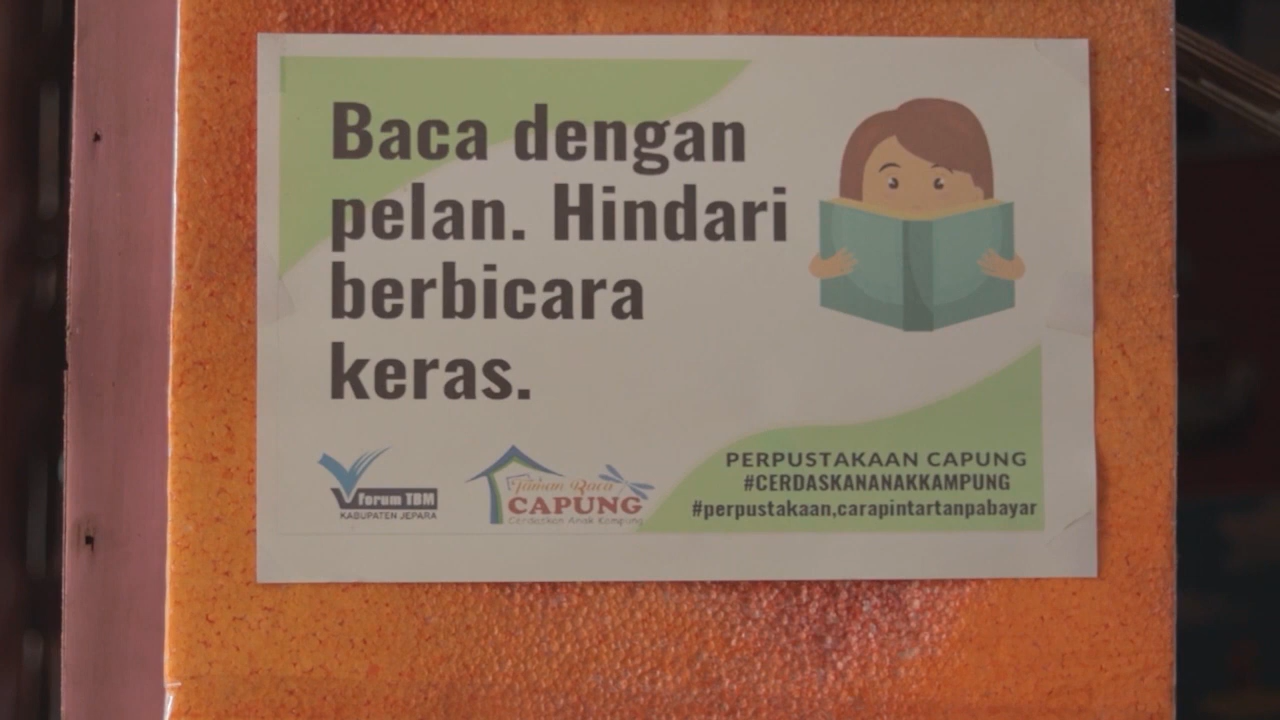 Baca dengan
pelan. Hindari
berbicara
keras.
forum TBM
KABUPATEN JEPARA
Taman Baca
CAPUNG
Cerdaskan Anak Kampung
PERPUSTAKAAN CAPUNG
#CERDASKANANAKKAMPUNG
#perpustakaan,carapintartanpabayar